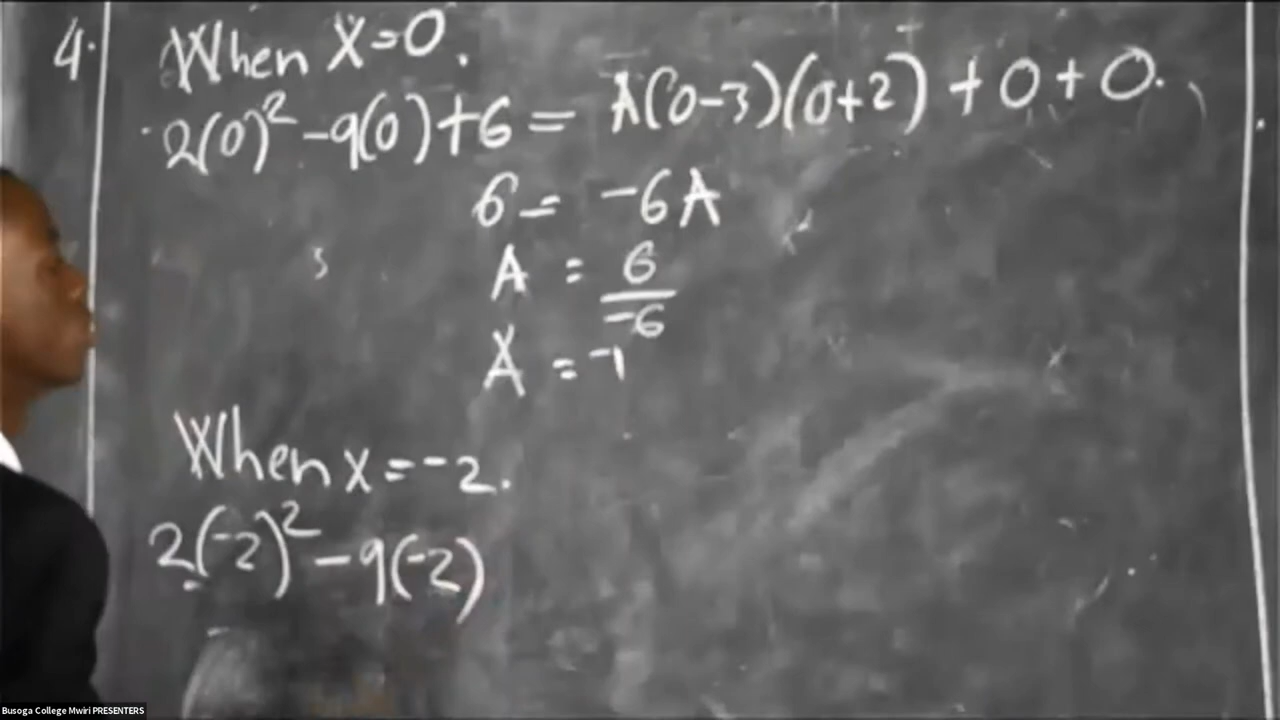 4. When X=0.
2(0)² -9(0)+6 = A(0-3)(0+2) + 0 + 0.
6 = -6A
A = 6/-6
A = -1
When x = -2.
2(-2)² - 9(-2)
Busoga College Mwiri PRESENTERS